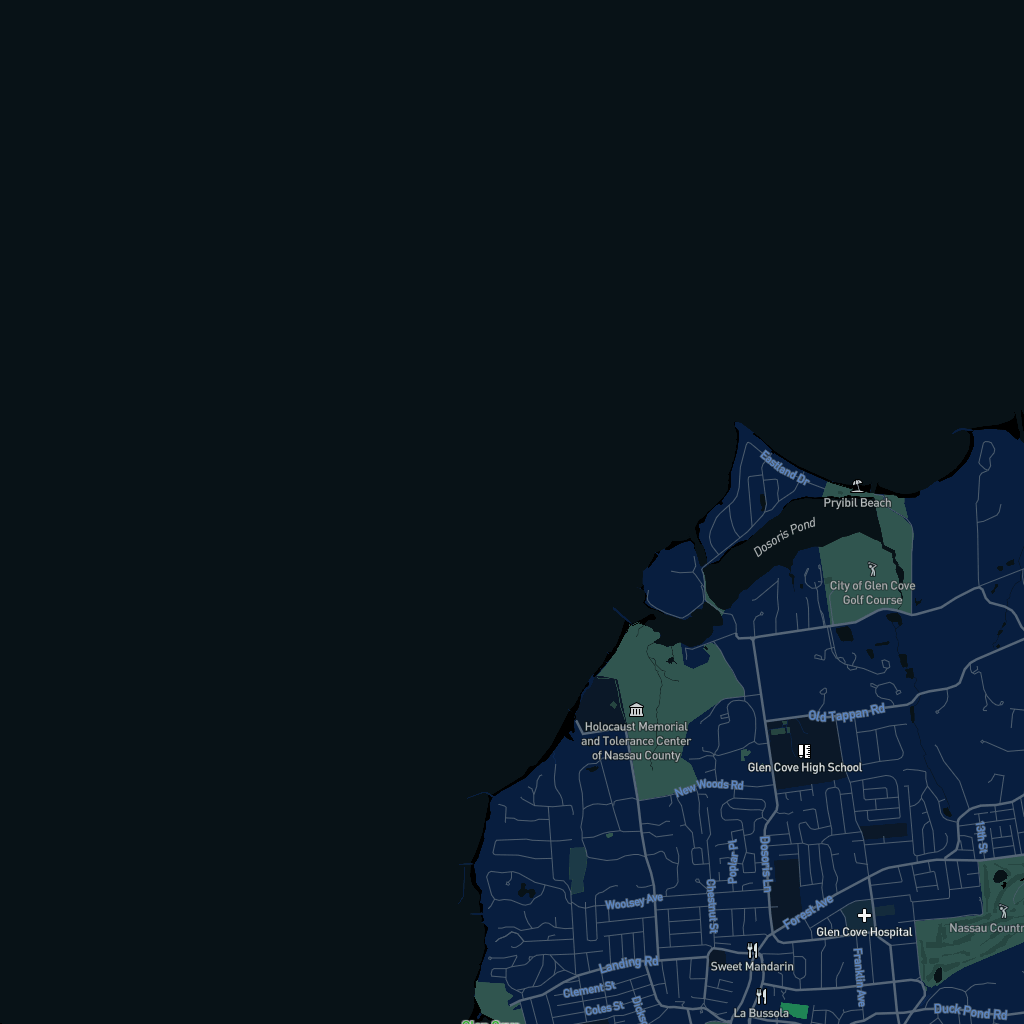 Eastland Dr
Pryibil Beach
Dosoris Pond
City of Glen Cove
Golf Course
Old Tappan Rd
Holocaust Memorial
and Tolerance Center
of Nassau County
Glen Cove High School
New Woods Rd
13th St
Poplar Pl
Dosoris Ln
Chestnut St
Woolsey Ave
Forest Ave
Glen Cove Hospital
Nassau Countr
Landing Rd
Sweet Mandarin
Franklin Ave
Clement St
Coles St
La Bussola
Duck Pond Rd